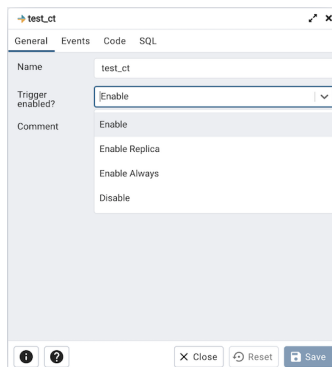 test_ct
General Events Code SQL
Name test_ct
Trigger
enabled?
Enable
Comment
Enable
Enable Replica
Enable Always
Disable
Close Reset Save